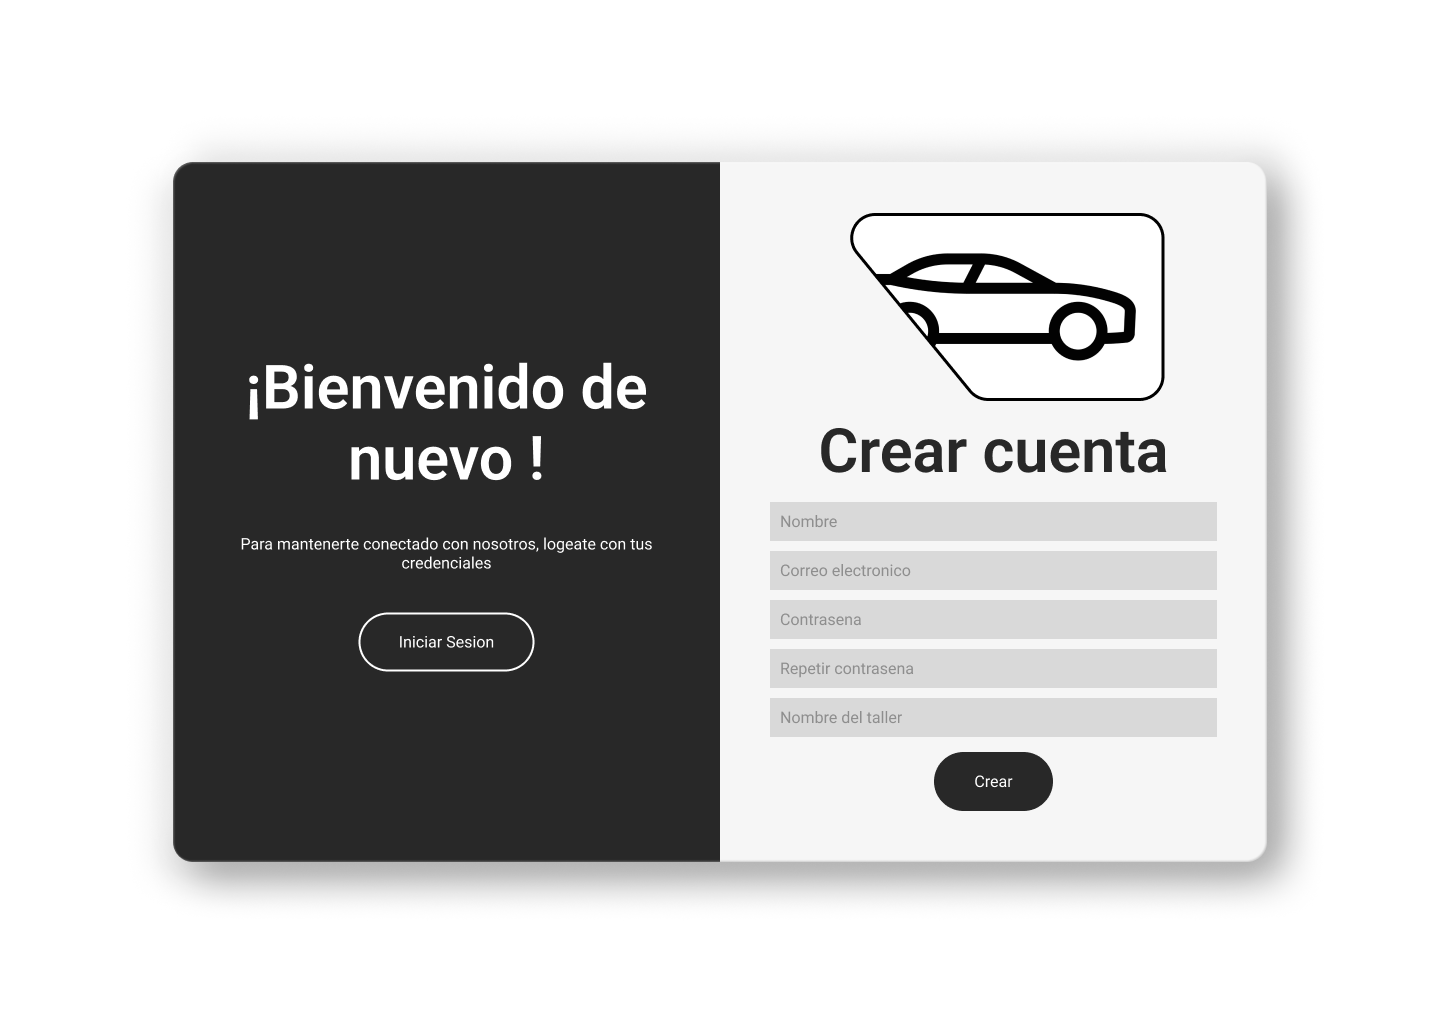 ¡Bienvenido de
nuevo !
Para mantenerte conectado con nosotros, logeate con tus
credenciales
Iniciar Sesion
Crear cuenta
Nombre
Correo electronico
Contrasena
Repetir contrasena
Nombre del taller
Crear